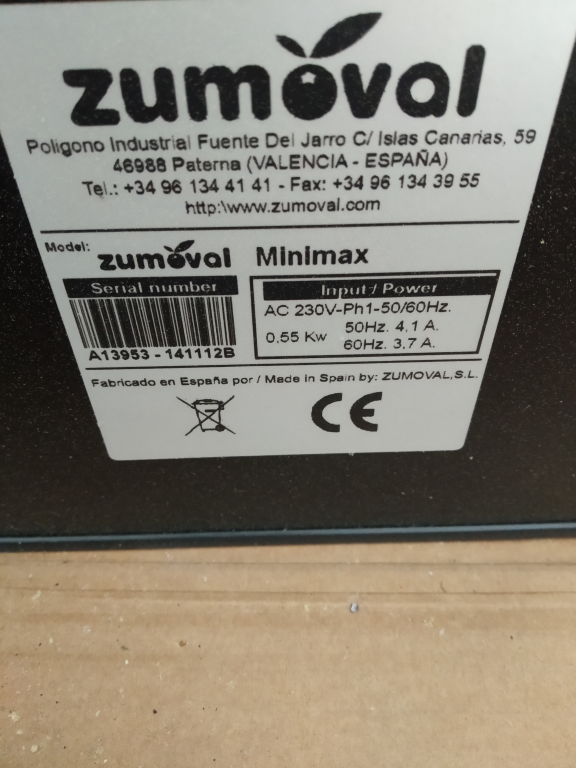 zumoval
Poligono Industrial Fuente Del Jarro C/ Islas Canarias, 59
46988 Paterna (VALENCIA - ESPAÑA)
Tel.: +34 96 134 41 41 - Fax: +34 96 134 39 55
http:\www.zumoval.com
Model: zumoval Minimax
Serial number
A13953 - 141112B
Input / Power
AC 230V-Ph1-50/60Hz.
0,55 Kw 50Hz. 4,1 A.
60Hz. 3,7 A.
Fabricado en España por / Made in Spain by: ZUMOVAL,S.L.
CE